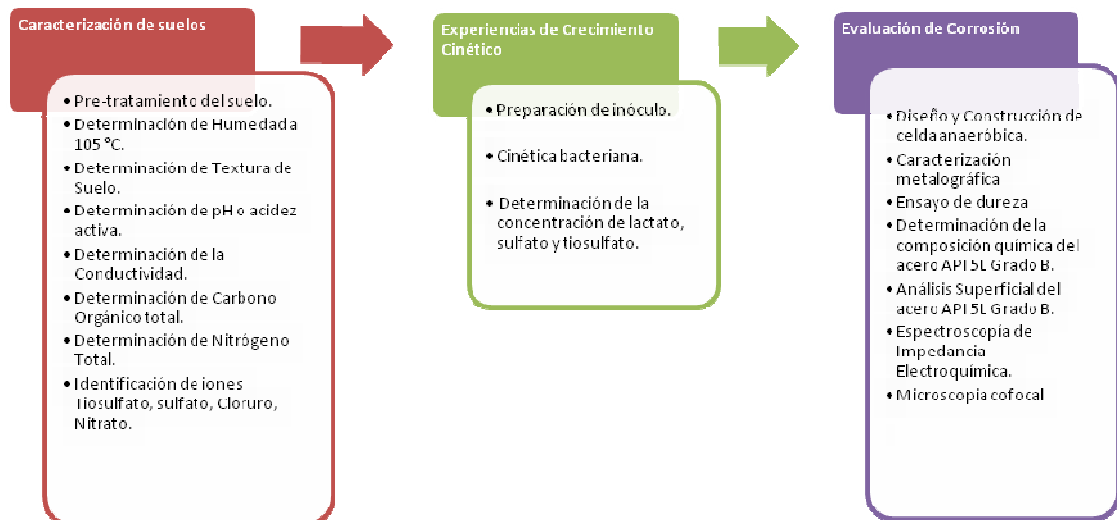 Caracterización de suelos
• Pre-tratamiento del suelo.
• Determinación de Humedad a
105 °C.
• Determinación de Textura de
Suelo.
• Determinación de pH o acidez
activa.
• Determinación de la
Conductividad.
• Determinación de Carbono
Orgánico total.
• Determinación de Nitrógeno
Total.
• Identificación de iones
Tiosulfato, sulfato, Cloruro,
Nitrato.
Experiencias de Crecimiento
Cinético
• Preparación de inóculo.
• Cinética bacteriana.
• Determinación de la
concentración de lactato,
sulfato y tiosulfato.
Evaluación de Corrosión
• Diseño y Construcción de
celda anaeróbica.
• Caracterización
metalográfica
• Ensayo de dureza
• Determinación de la
composición química del
acero API 5L Grado B.
• Análisis Superficial del
acero API 5L Grado B.
• Espectroscopía de
Impedancia
Electroquímica.
• Microscopia cofocal